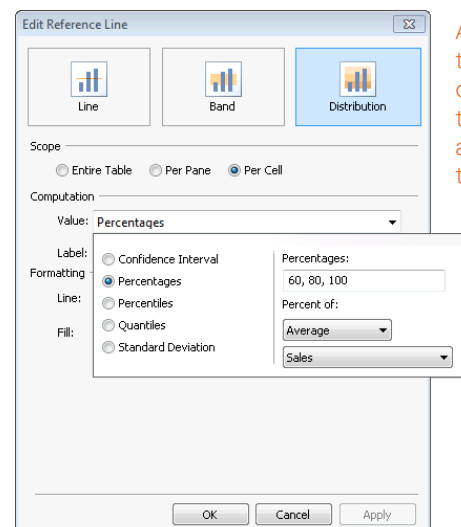 Edit Reference Line
Line
Band
Distribution
Scope
Entire Table Per Pane Per Cell
Computation
Value: Percentages
Label:
Formatting
Line:
Fill:
Confidence Interval
Percentages
Percentiles
Quantiles
Standard Deviation
Percentages:
60, 80, 100
Percent of:
Average
Sales
OK Cancel Apply